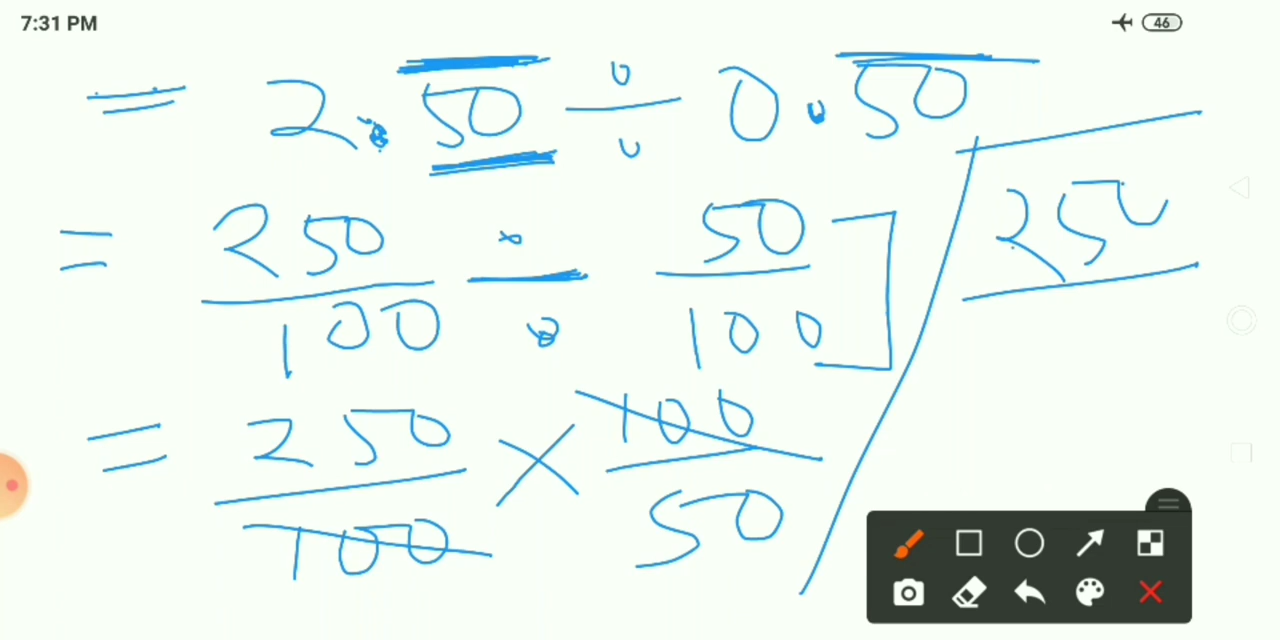 7:31 PM 46
= 2.50 ÷ 0.50
= 250/100 ÷ 50/100
= 250/100 × 100/50
250